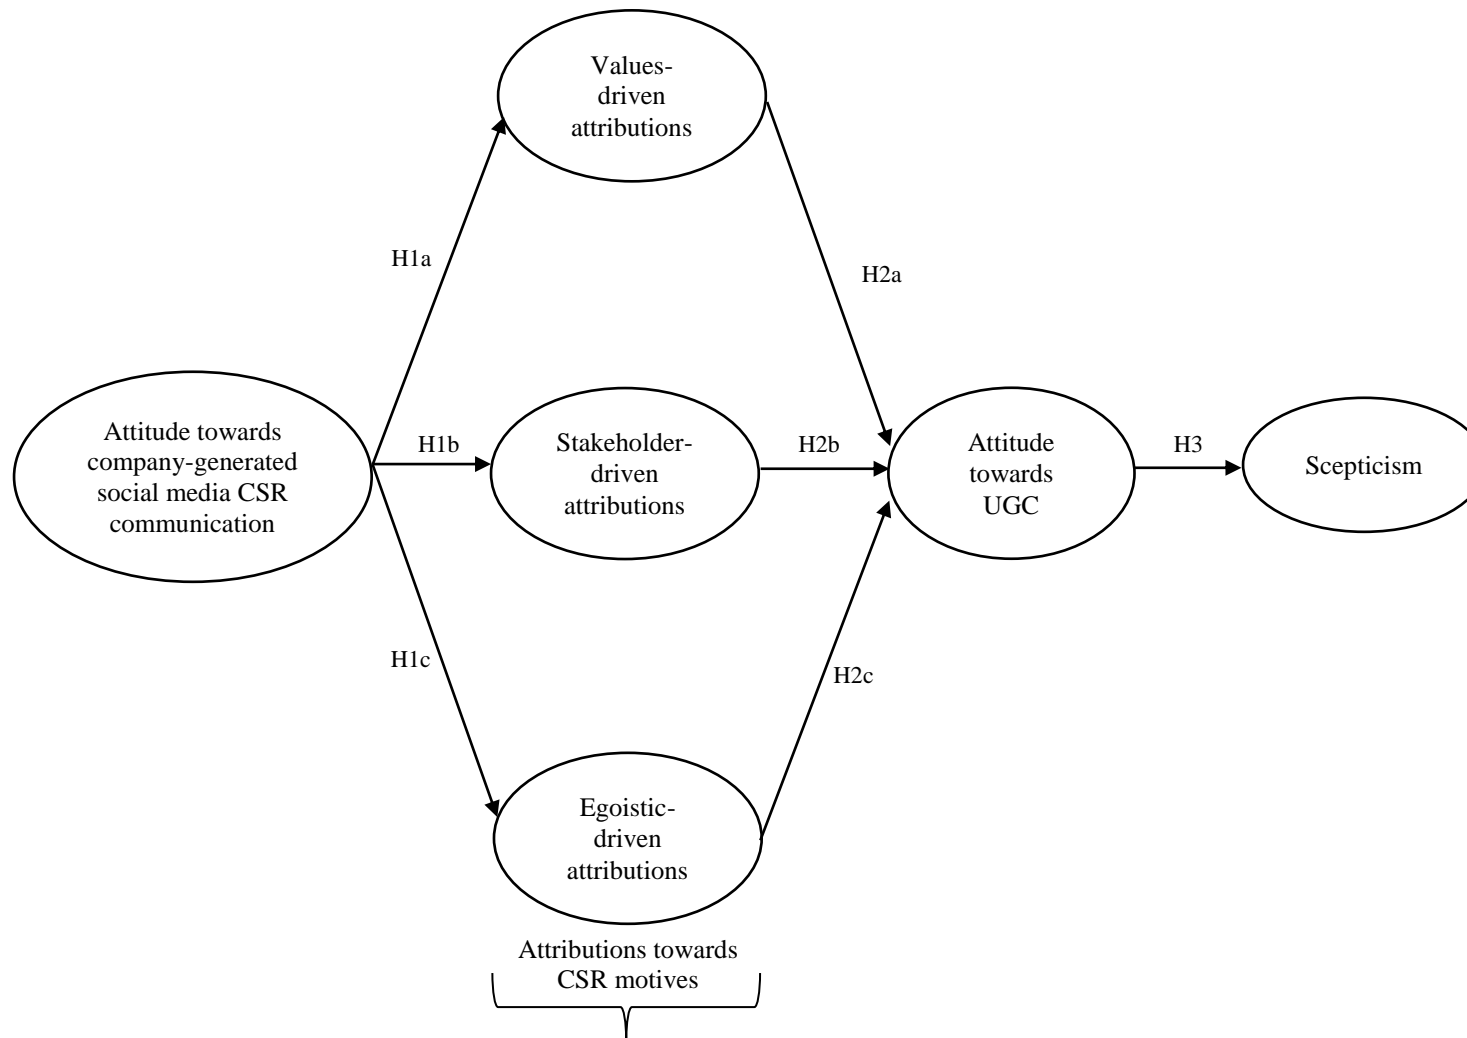 Values-
driven
attributions
H1a
H2a
Attitude towards
company-generated
social media CSR
communication
H1b
Stakeholder-
driven
attributions
H2b
Attitude
towards
UGC
H3
Scepticism
H1c
H2c
Egoistic-
driven
attributions
Attributions towards
CSR motives